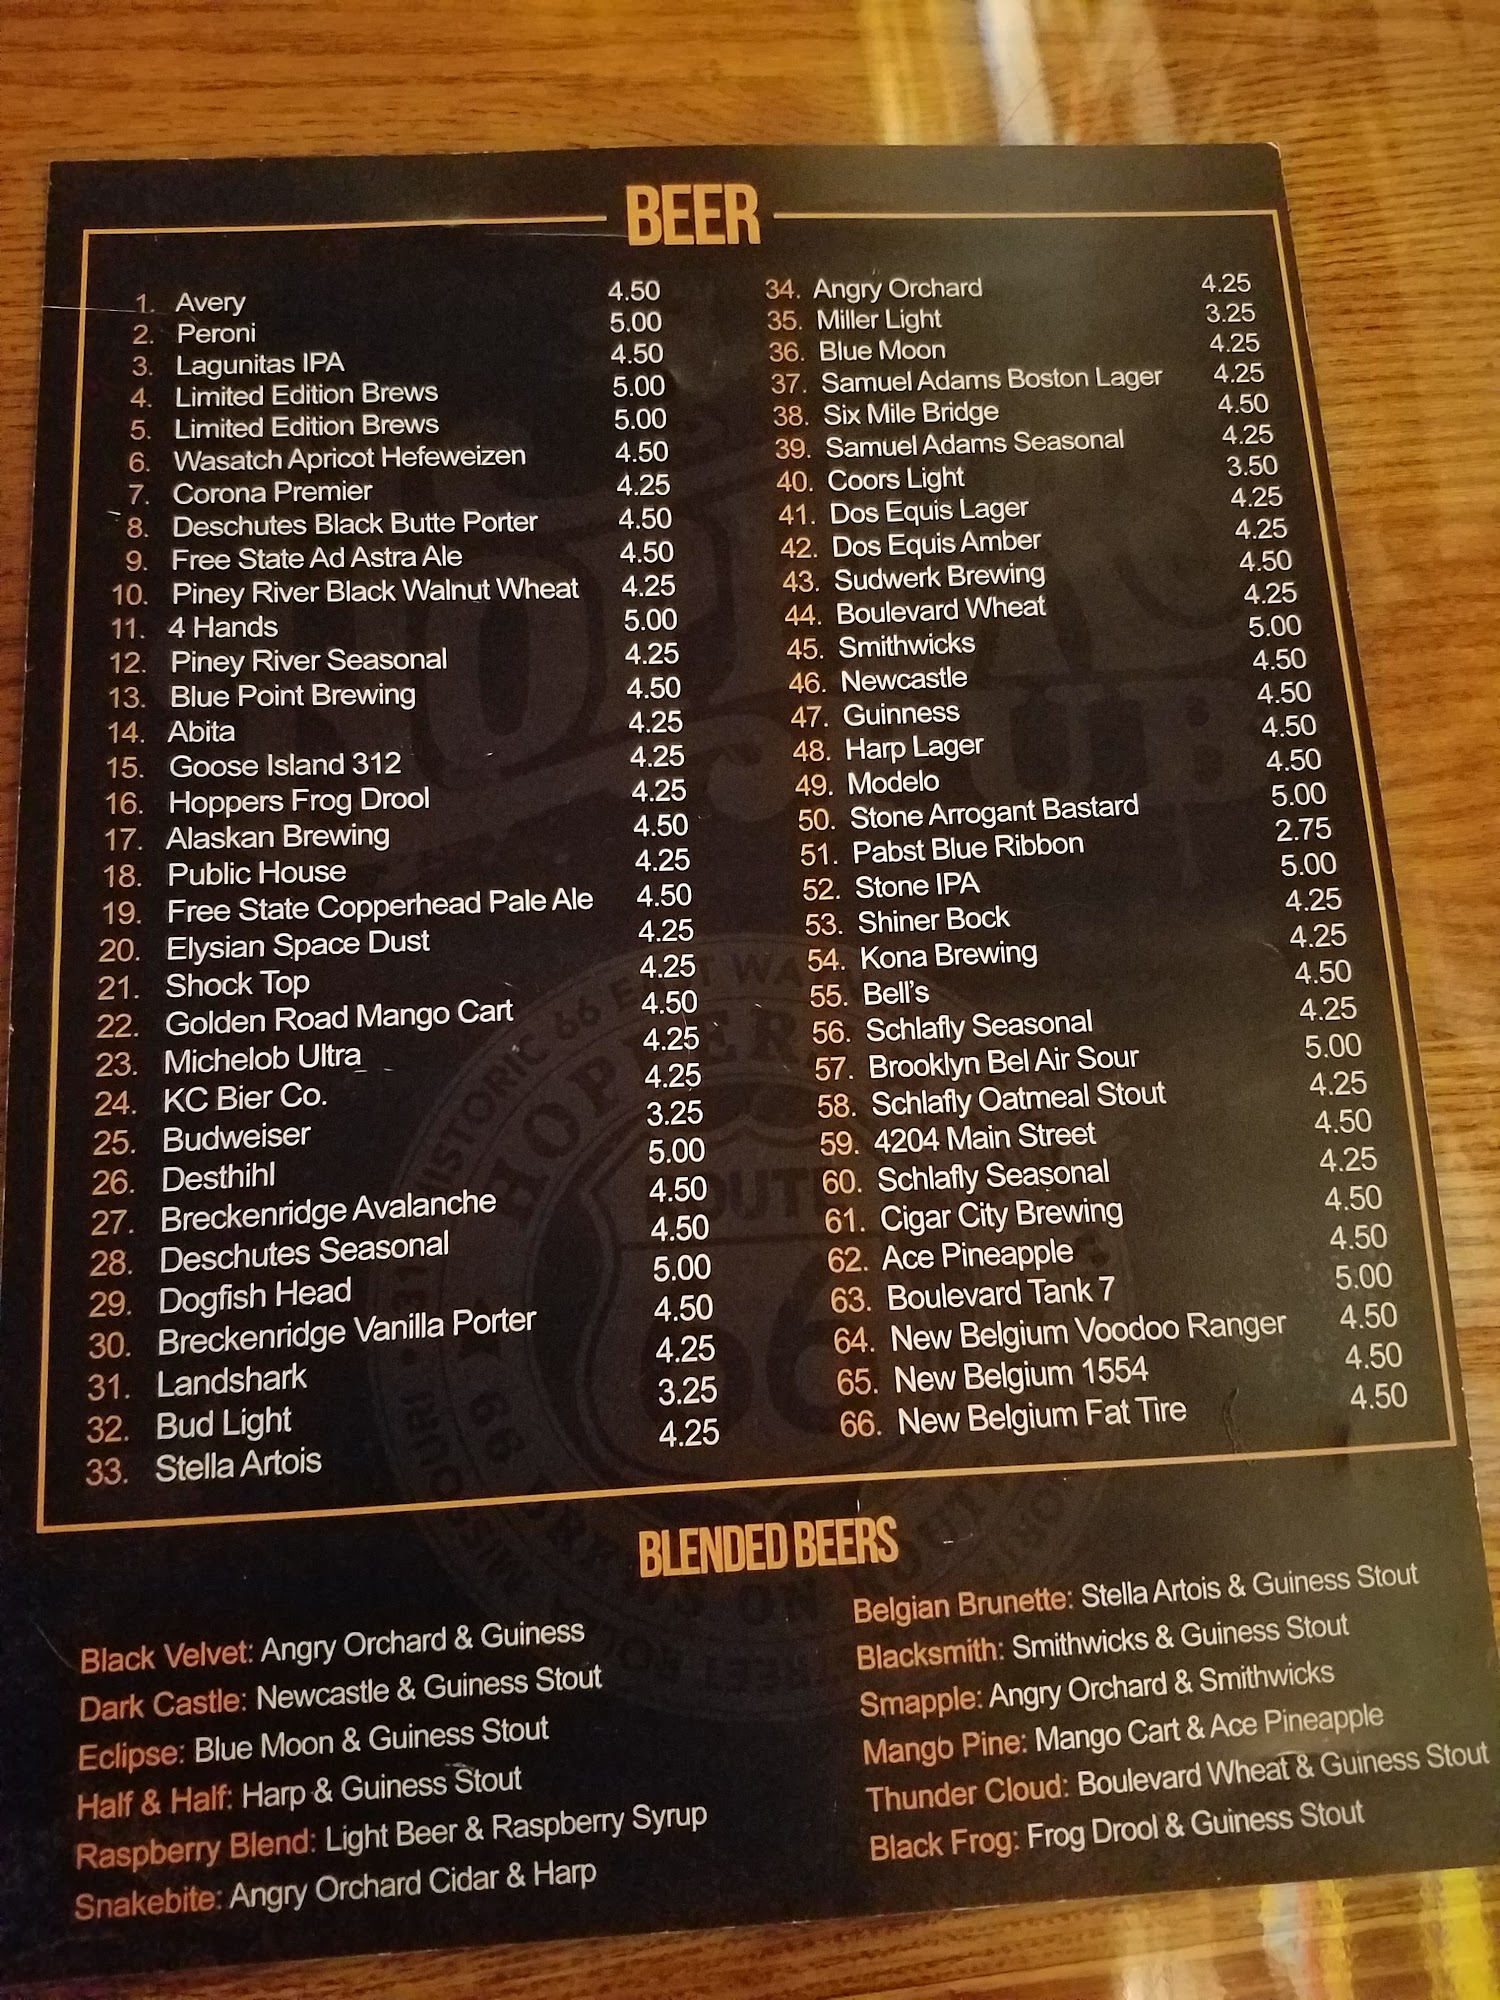 BEER
1. Avery 4.50
2. Peroni 5.00
3. Lagunitas IPA 4.50
4. Limited Edition Brews 5.00
5. Limited Edition Brews 5.00
6. Wasatch Apricot Hefeweizen 4.50
7. Corona Premier 4.25
8. Deschutes Black Butte Porter 4.50
9. Free State Ad Astra Ale 4.50
10. Piney River Black Walnut Wheat 4.25
11. 4 Hands 5.00
12. Piney River Seasonal 4.25
13. Blue Point Brewing 4.50
14. Abita 4.25
15. Goose Island 312 4.25
16. Hoppers Frog Drool 4.25
17. Alaskan Brewing 4.50
18. Public House 4.25
19. Free State Copperhead Pale Ale 4.50
20. Elysian Space Dust 4.25
21. Shock Top 4.25
22. Golden Road Mango Cart 4.50
23. Michelob Ultra 4.25
24. KC Bier Co. 4.25
25. Budweiser 3.25
26. Desthihl 5.00
27. Breckenridge Avalanche 4.50
28. Deschutes Seasonal 4.50
29. Dogfish Head 5.00
30. Breckenridge Vanilla Porter 4.50
31. Landshark 4.25
32. Bud Light 3.25
33. Stella Artois 4.25
34. Angry Orchard 4.25
35. Miller Light 3.25
36. Blue Moon 4.25
37. Samuel Adams Boston Lager 4.25
38. Six Mile Bridge 4.50
39. Samuel Adams Seasonal 4.25
40. Coors Light 3.50
41. Dos Equis Lager 4.25
42. Dos Equis Amber 4.25
43. Sudwerk Brewing 4.50
44. Boulevard Wheat 4.25
45. Smithwicks 5.00
46. Newcastle 4.50
47. Guinness 4.50
48. Harp Lager 4.50
49. Modelo 4.50
50. Stone Arrogant Bastard 5.00
51. Pabst Blue Ribbon 2.75
52. Stone IPA 5.00
53. Shiner Bock 4.25
54. Kona Brewing 4.25
55. Bell's 4.50
56. Schlafly Seasonal 4.25
57. Brooklyn Bel Air Sour 5.00
58. Schlafly Oatmeal Stout 4.25
59. 4204 Main Street 4.50
60. Schlafly Seasonal 4.25
61. Cigar City Brewing 4.50
62. Ace Pineapple 4.50
63. Boulevard Tank 7 5.00
64. New Belgium Voodoo Ranger 4.50
65. New Belgium 1554 4.50
66. New Belgium Fat Tire 4.50
BLENDED BEERS
Black Velvet: Angry Orchard & Guiness
Dark Castle: Newcastle & Guiness Stout
Eclipse: Blue Moon & Guiness Stout
Half & Half: Harp & Guiness Stout
Raspberry Blend: Light Beer & Raspberry Syrup
Snakebite: Angry Orchard Cidar & Harp
Belgian Brunette: Stella Artois & Guiness Stout
Blacksmith: Smithwicks & Guiness Stout
Smapple: Angry Orchard & Smithwicks
Mango Pine: Mango Cart & Ace Pineapple
Thunder Cloud: Boulevard Wheat & Guiness Stout
Black Frog: Frog Drool & Guiness Stout